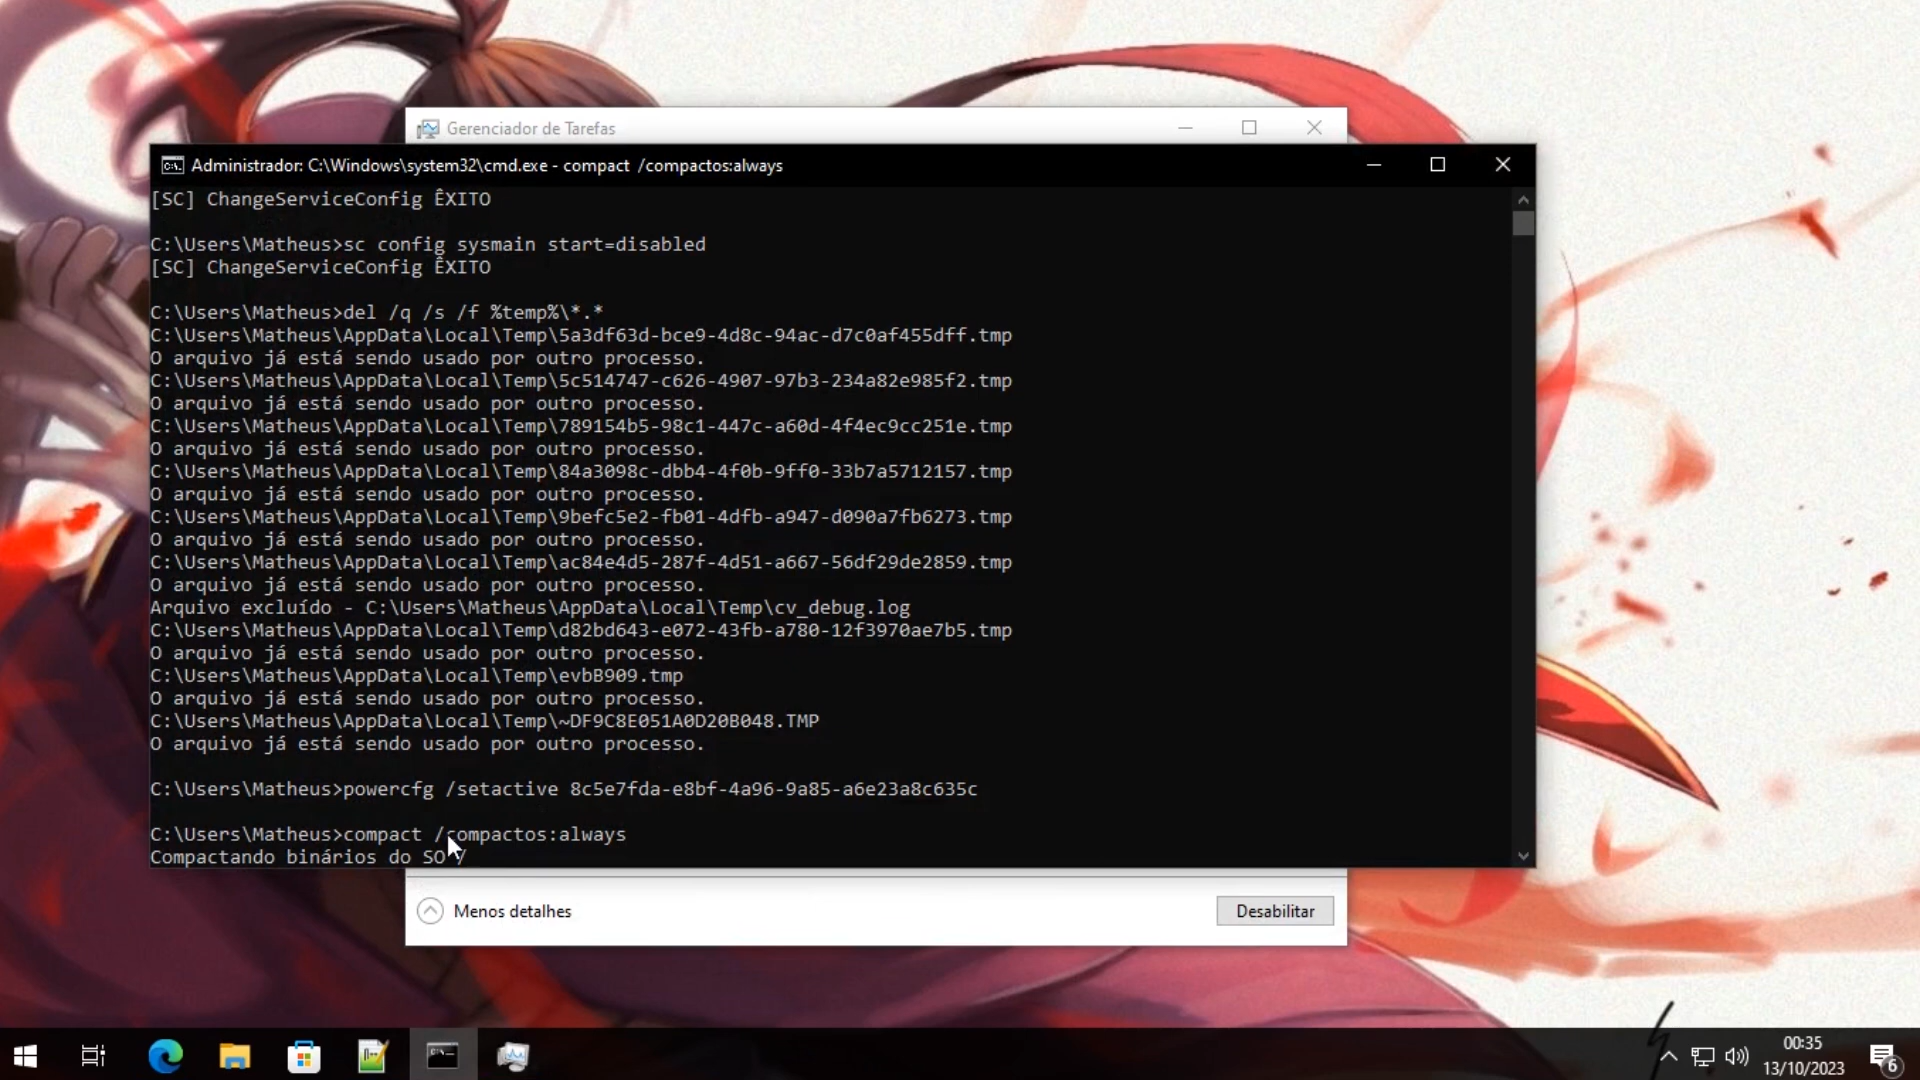 Gerenciador de Tarefas
Administrador: C:\Windows\system32\cmd.exe - compact /compactos:always
[SC] ChangeServiceConfig ÊXITO
C:\Users\Matheus>sc config sysmain start=disabled
[SC] ChangeServiceConfig ÊXITO
C:\Users\Matheus>del /q /s /f %temp%\*.*
C:\Users\Matheus\AppData\Local\Temp\5a3df63d-bce9-4d8c-94ac-d7c0af455dff.tmp
O arquivo já está sendo usado por outro processo.
C:\Users\Matheus\AppData\Local\Temp\5c514747-c626-4907-97b3-234a82e985f2.tmp
O arquivo já está sendo usado por outro processo.
C:\Users\Matheus\AppData\Local\Temp\789154b5-98c1-447c-a60d-4f4ec9cc251e.tmp
O arquivo já está sendo usado por outro processo.
C:\Users\Matheus\AppData\Local\Temp\84a3098c-dbb4-4f0b-9ff0-33b7a5712157.tmp
O arquivo já está sendo usado por outro processo.
C:\Users\Matheus\AppData\Local\Temp\9befc5e2-fb01-4dfb-a947-d090a7fb6273.tmp
O arquivo já está sendo usado por outro processo.
C:\Users\Matheus\AppData\Local\Temp\ac84e4d5-287f-4d51-a667-56df29de2859.tmp
O arquivo já está sendo usado por outro processo.
Arquivo excluído - C:\Users\Matheus\AppData\Local\Temp\cv_debug.log
C:\Users\Matheus\AppData\Local\Temp\d82bd643-e072-43fb-a780-12f3970ae7b5.tmp
O arquivo já está sendo usado por outro processo.
C:\Users\Matheus\AppData\Local\Temp\evbB909.tmp
O arquivo já está sendo usado por outro processo.
C:\Users\Matheus\AppData\Local\Temp\~DF9C8E051A0D20B048.TMP
O arquivo já está sendo usado por outro processo.
C:\Users\Matheus>powercfg /setactive 8c5e7fda-e8bf-4a96-9a85-a6e23a8c635c
C:\Users\Matheus>compact /compactos:always
Compactando binários do SO /
Menos detalhes
Desabilitar
00:35
13/10/2023
6